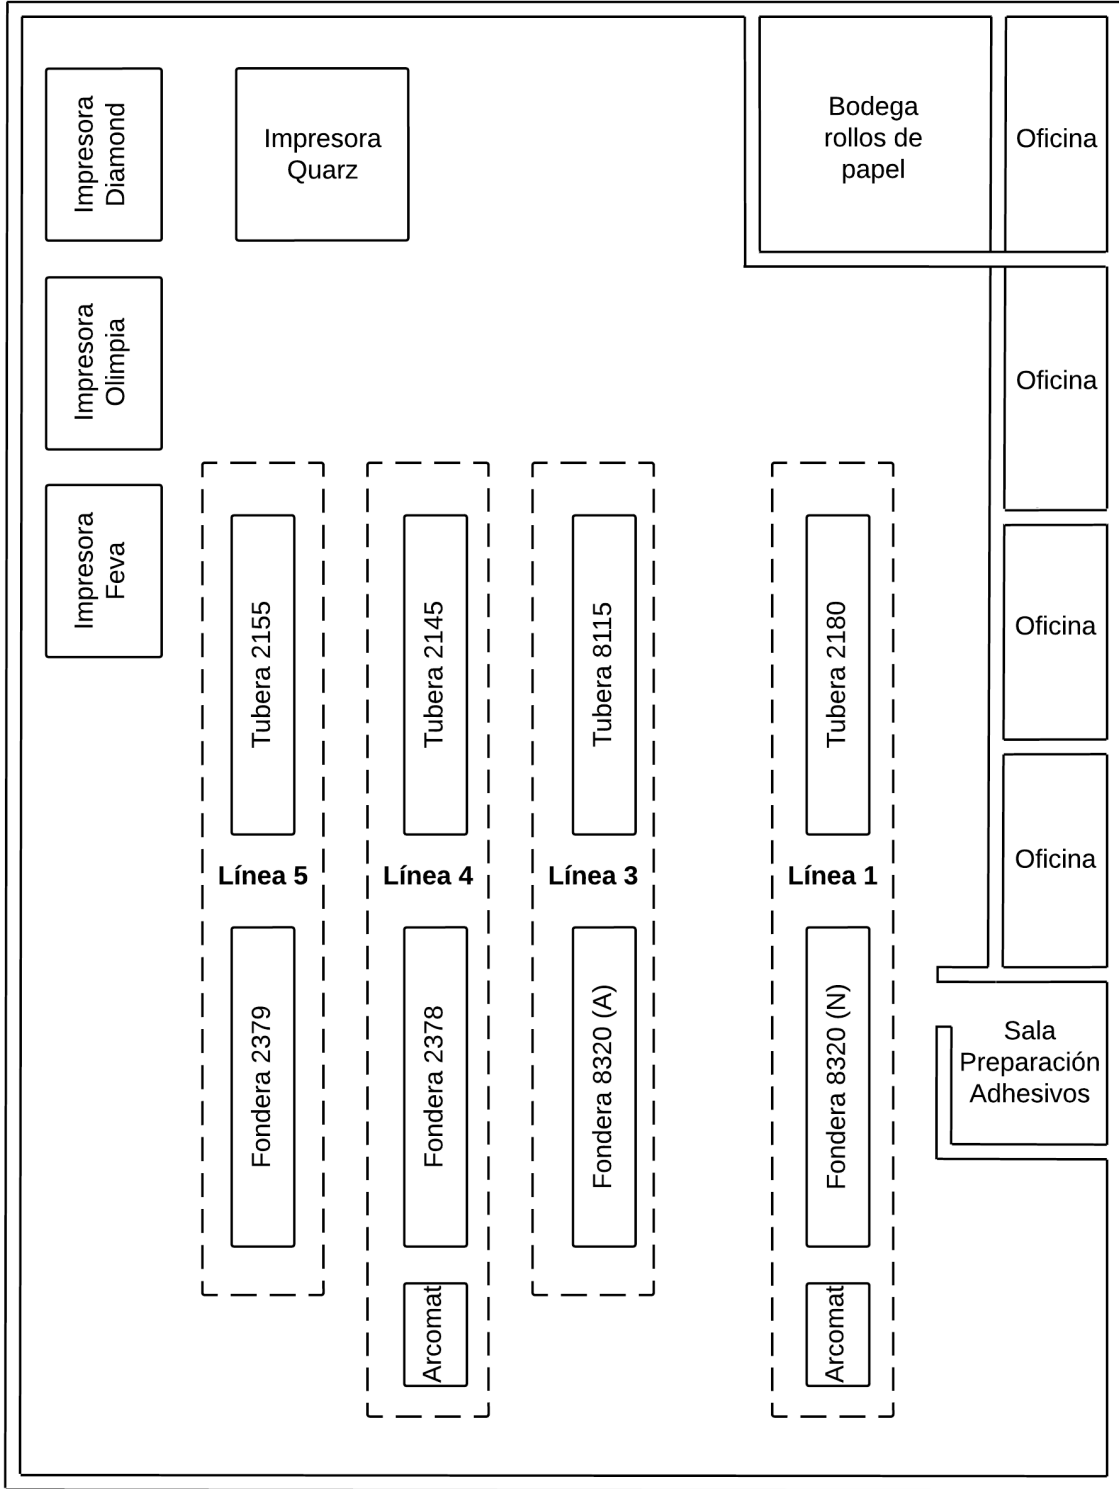 Impresora
Diamond
Impresora
Quarz
Bodega
rollos de
papel
Oficina
Impresora
Olimpia
Oficina
Impresora
Feva
Tubera 2155
Tubera 2145
Tubera 8115
Tubera 2180
Oficina
Línea 5
Línea 4
Línea 3
Línea 1
Oficina
Fondera 2379
Fondera 2378
Fondera 8320 (A)
Fondera 8320 (N)
Sala
Preparación
Adhesivos
Arcomat
Arcomat